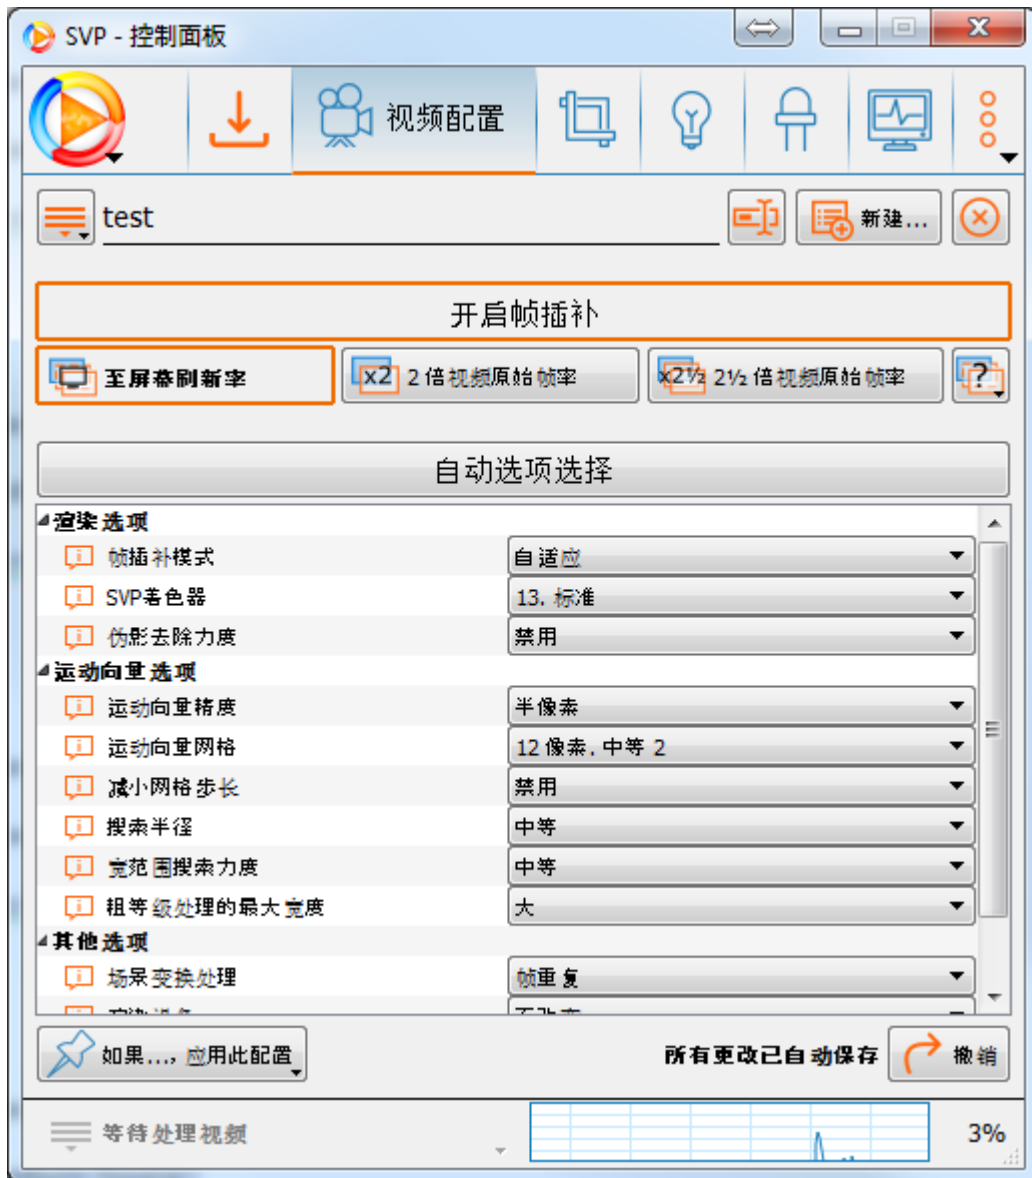 SVP - 控制面板
视频配置
test
新建...
开启帧插补
至屏幕刷新率
x2 2 倍视频原始帧率
x2½ 2½ 倍视频原始帧率
?
自动选项选择
渲染选项
帧插补模式 自适应
SVP着色器 13. 标准
伪影去除力度 禁用
运动向量选项
运动向量精度 半像素
运动向量网格 12 像素. 中等 2
减小网格步长 禁用
搜索半径 中等
宽范围搜索力度 中等
粗等级处理的最大宽度 大
其他选项
场景变换处理 帧重复
如果..., 应用此配置
所有更改已自动保存
撤销
等待处理视频
3%